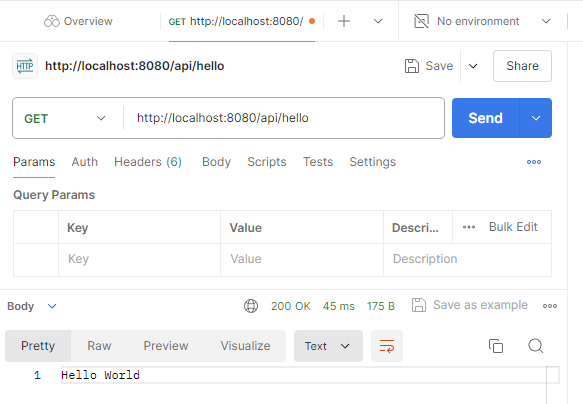 Overview
GET http://localhost:8080/
No environment
HTTP
http://localhost:8080/api/hello
Save
Share
GET
http://localhost:8080/api/hello
Send
Params Auth Headers (6) Body Scripts Tests Settings
Query Params
Key Value Descri... Bulk Edit
Key Value Description
Body 200 OK 45 ms 175 B Save as example
Pretty Raw Preview Visualize Text
1 Hello World